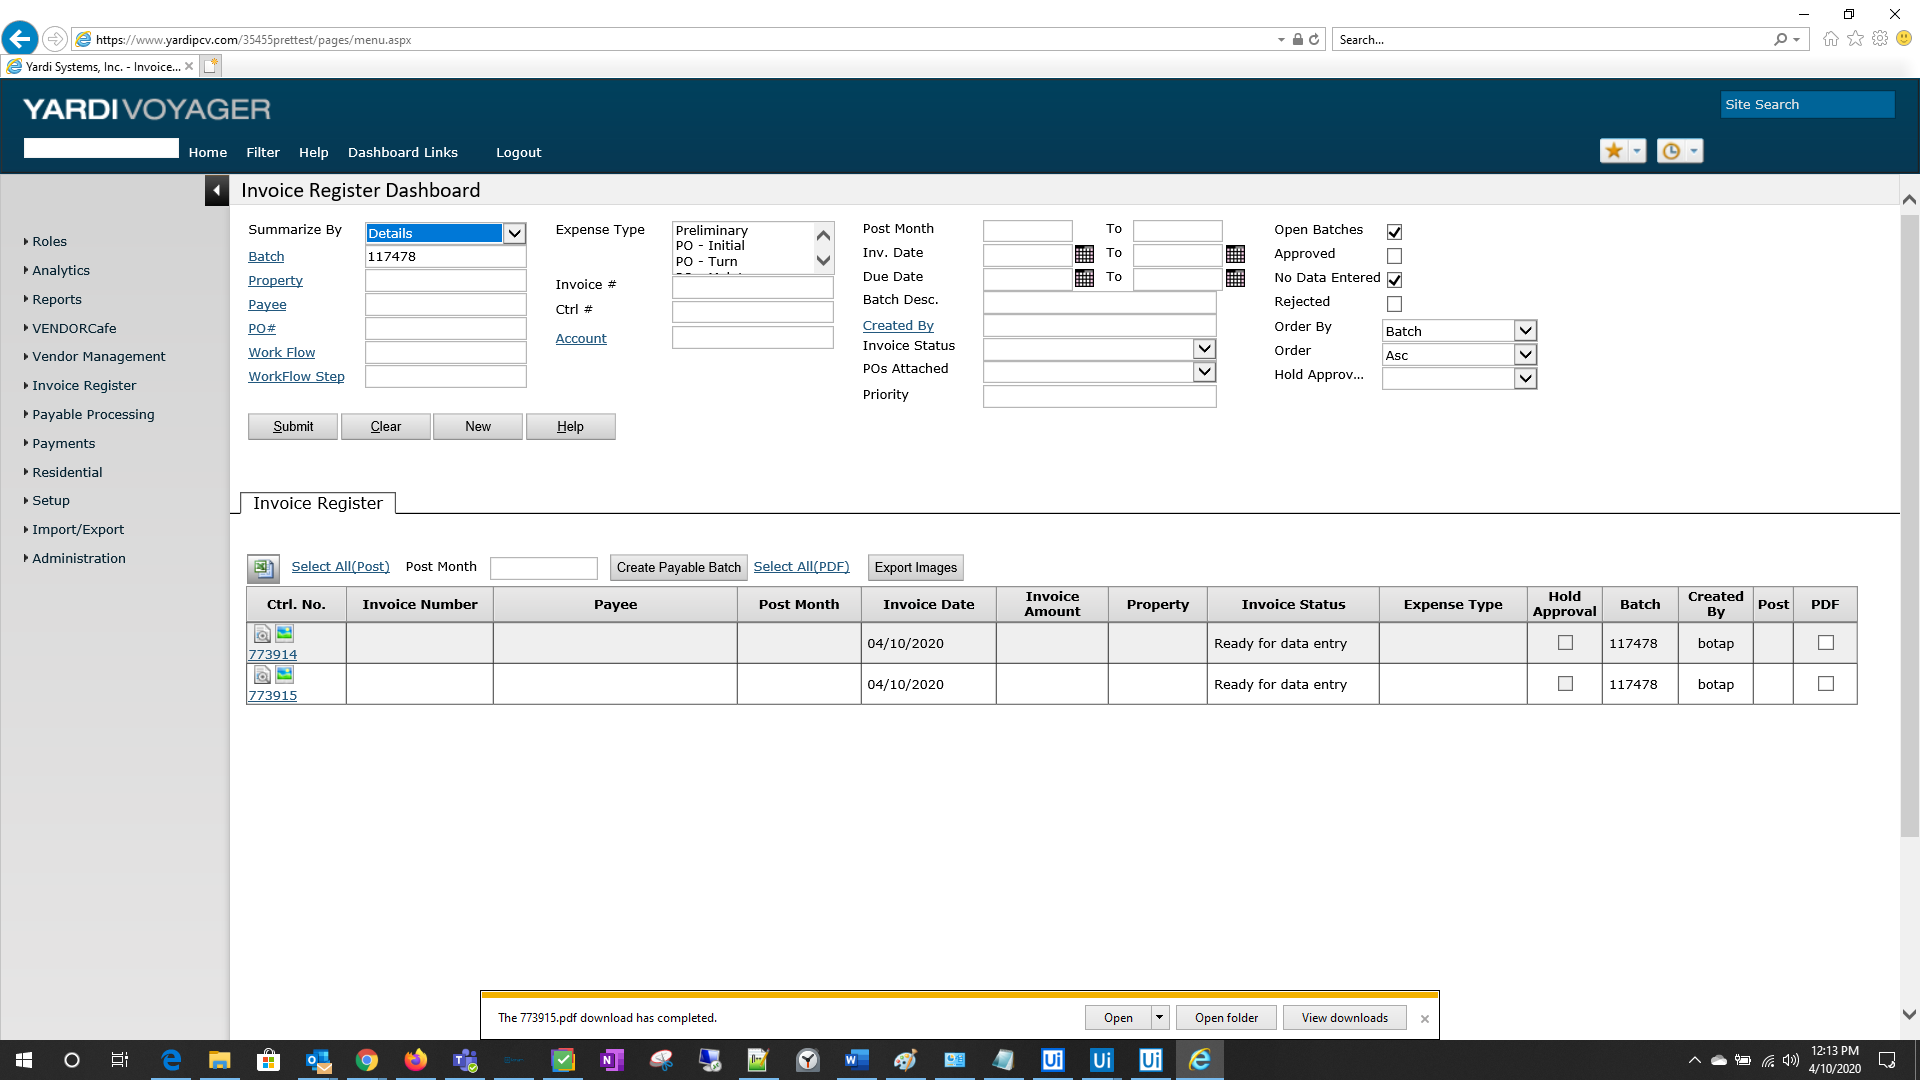 https://www.yardipcv.com/35455prettest/pages/menu.aspx
Search...
Yardi Systems, Inc. - Invoice...
YARDI VOYAGER
Site Search
Home Filter Help Dashboard Links Logout
Invoice Register Dashboard
Roles
Analytics
Reports
VENDORCafe
Vendor Management
Invoice Register
Payable Processing
Payments
Residential
Setup
Import/Export
Administration
Summarize By Details
Batch 117478
Property
Payee
PO#
Work Flow
WorkFlow Step
Expense Type
Preliminary
PO - Initial
PO - Turn
Invoice #
Ctrl #
Account
Post Month To
Inv. Date To
Due Date To
Batch Desc.
Created By
Invoice Status
POs Attached
Priority
Open Batches
Approved
No Data Entered
Rejected
Order By Batch
Order Asc
Hold Approv...
Submit Clear New Help
Invoice Register
Select All(Post) Post Month Create Payable Batch Select All(PDF) Export Images
Ctrl. No. Invoice Number Payee Post Month Invoice Date Invoice Amount Property Invoice Status Expense Type Hold Approval Batch Created By Post PDF
773914 04/10/2020 Ready for data entry 117478 botap
773915 04/10/2020 Ready for data entry 117478 botap
The 773915.pdf download has completed. Open Open folder View downloads
12:13 PM
4/10/2020